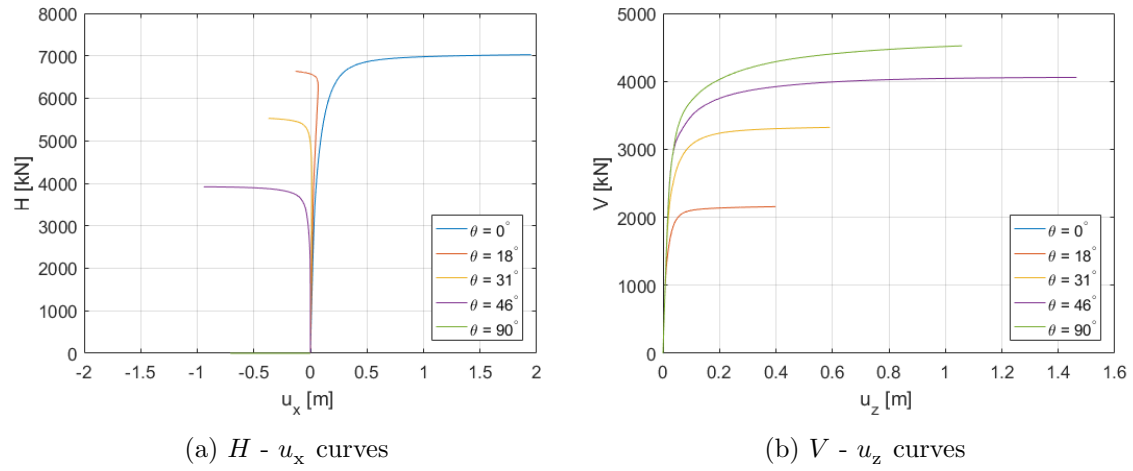 8000
7000
6000
5000
4000
3000
2000
1000
0
H [kN]
-2 -1.5 -1 -0.5 0 0.5 1 1.5 2
u_x [m]
θ = 0°
θ = 18°
θ = 31°
θ = 46°
θ = 90°
(a) H - u_x curves
5000
4000
3000
2000
1000
0
V [kN]
0 0.2 0.4 0.6 0.8 1 1.2 1.4 1.6
u_z [m]
θ = 0°
θ = 18°
θ = 31°
θ = 46°
θ = 90°
(b) V - u_z curves